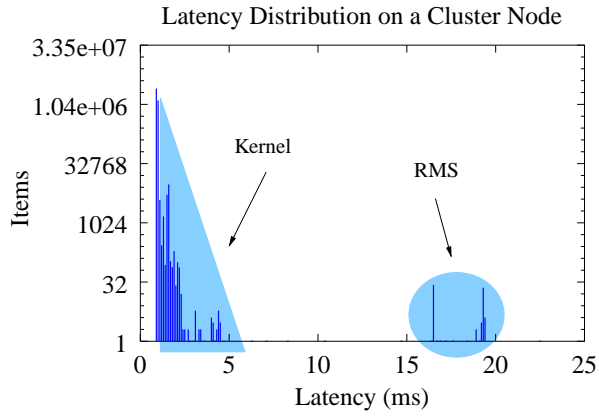 Latency Distribution on a Cluster Node
3.35e+07
1.04e+06
32768
1024
32
1
Items
Kernel
RMS
0 5 10 15 20 25
Latency (ms)